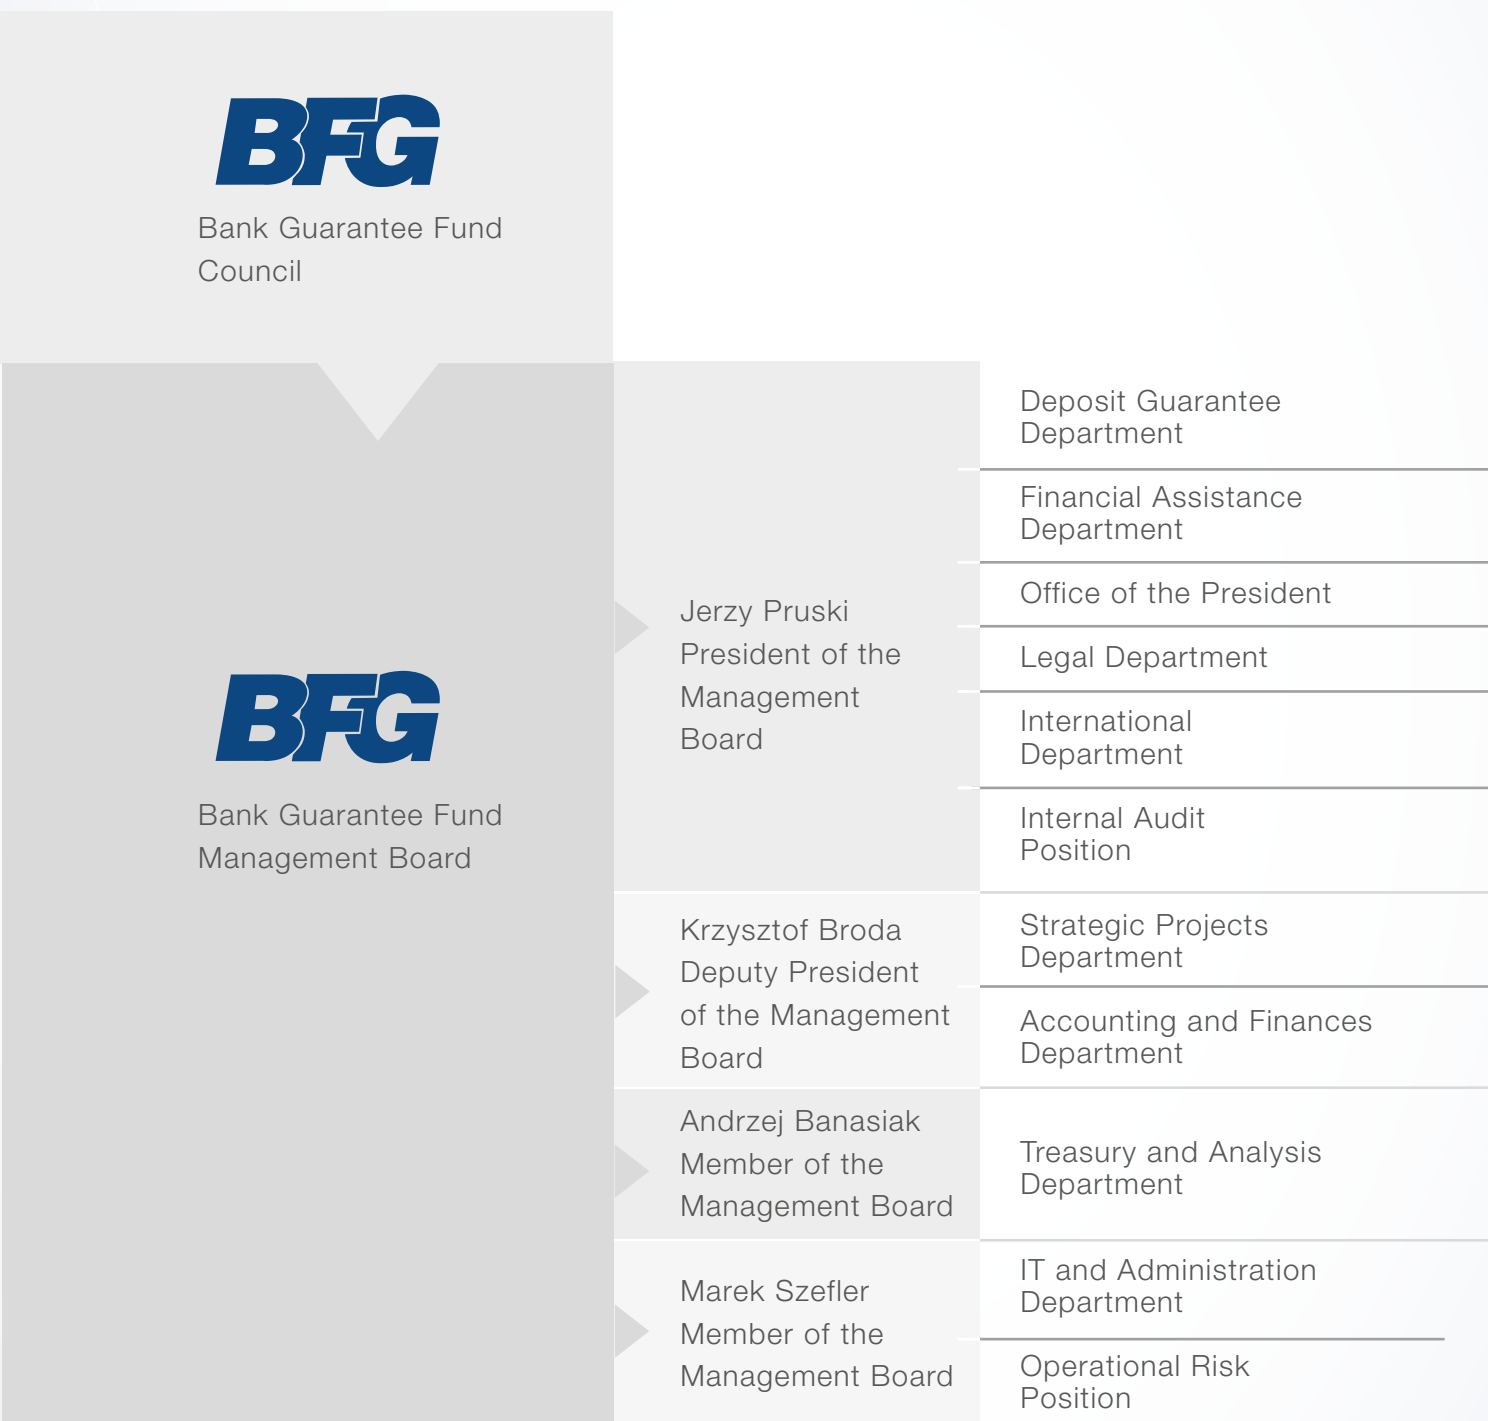 BFG
Bank Guarantee Fund
Council
BFG
Bank Guarantee Fund
Management Board
Jerzy Pruski
President of the
Management
Board
Deposit Guarantee
Department
Financial Assistance
Department
Office of the President
Legal Department
International
Department
Internal Audit
Position
Krzysztof Broda
Deputy President
of the Management
Board
Strategic Projects
Department
Accounting and Finances
Department
Andrzej Banasiak
Member of the
Management Board
Treasury and Analysis
Department
Marek Szefler
Member of the
Management Board
IT and Administration
Department
Operational Risk
Position